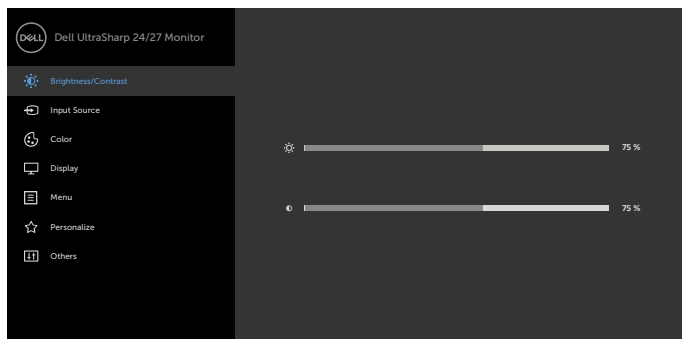 DELL
Dell UltraSharp 24/27 Monitor
Brightness/Contrast
Input Source
Color
Display
Menu
Personalize
Others
75 %
75 %